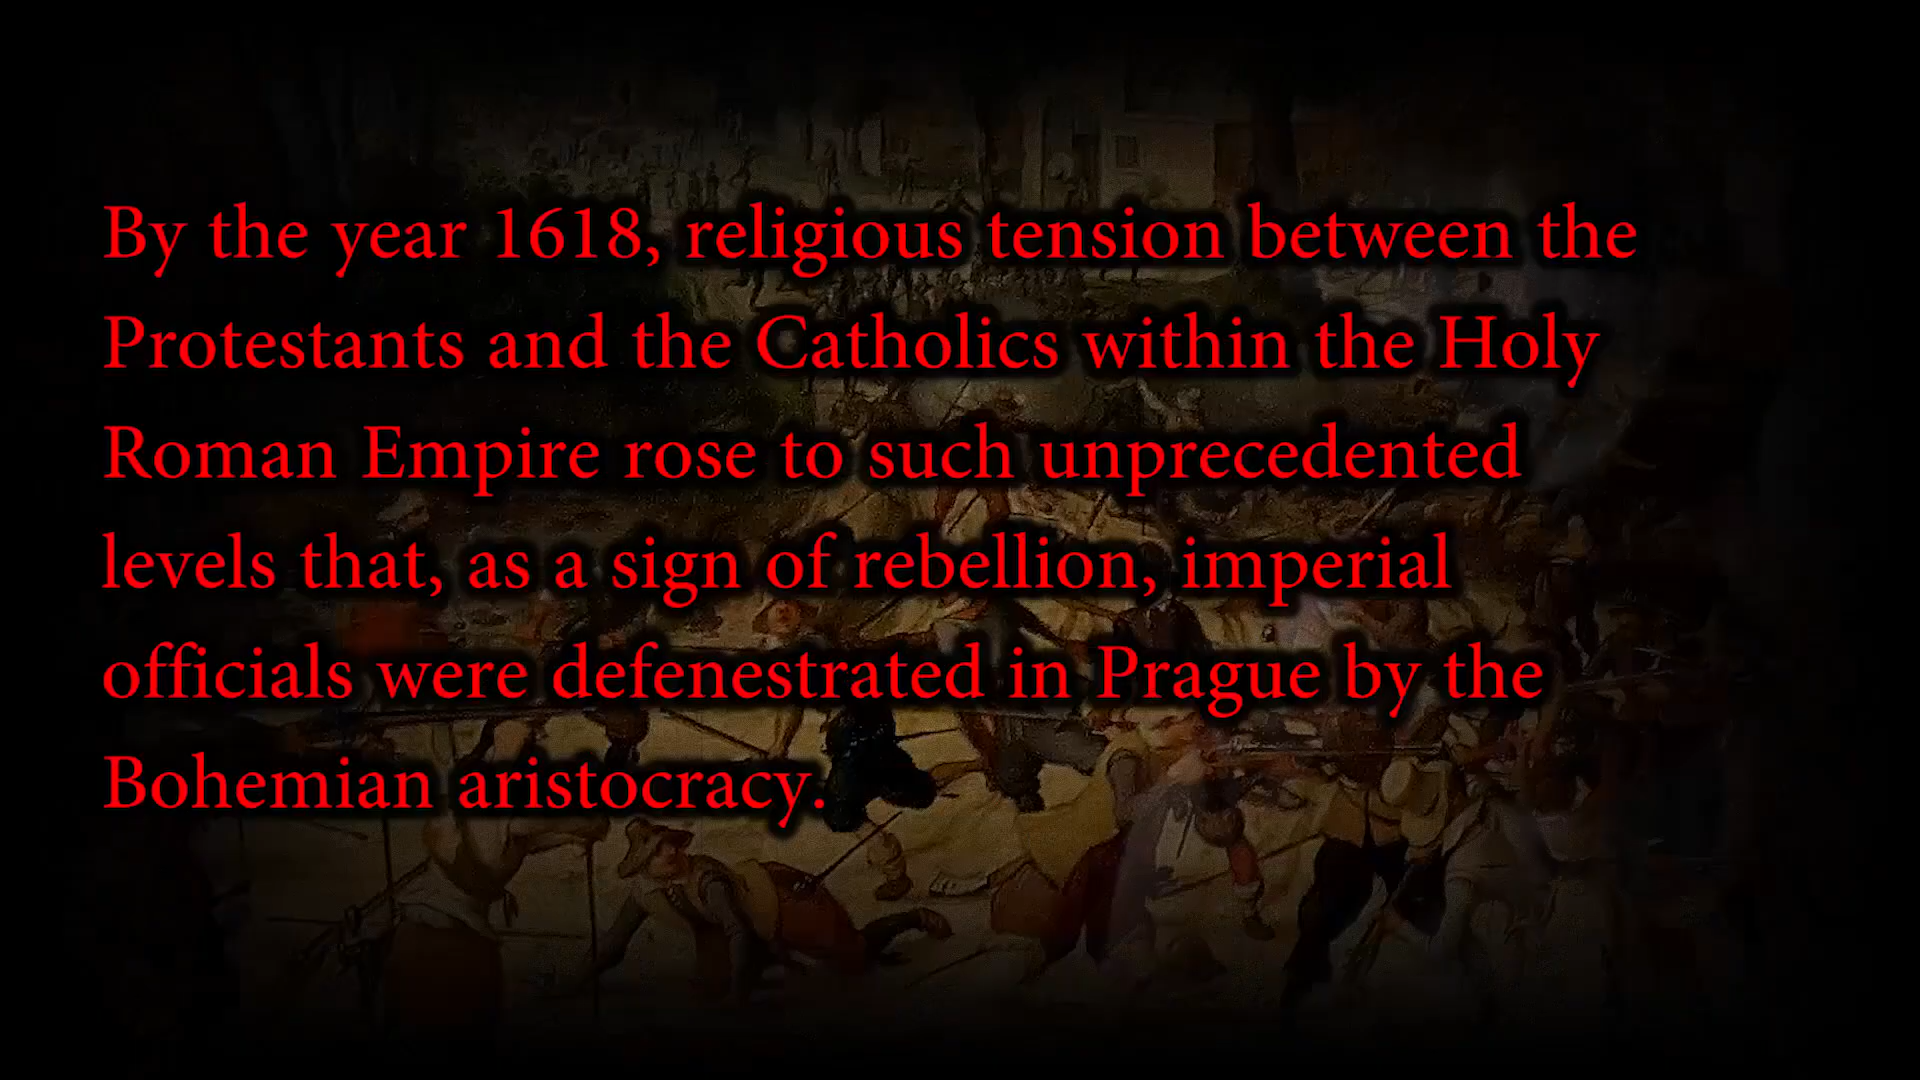 By the year 1618, religious tension between the
Protestants and the Catholics within the Holy
Roman Empire rose to such unprecedented
levels that, as a sign of rebellion, imperial
officials were defenestrated in Prague by the
Bohemian aristocracy.